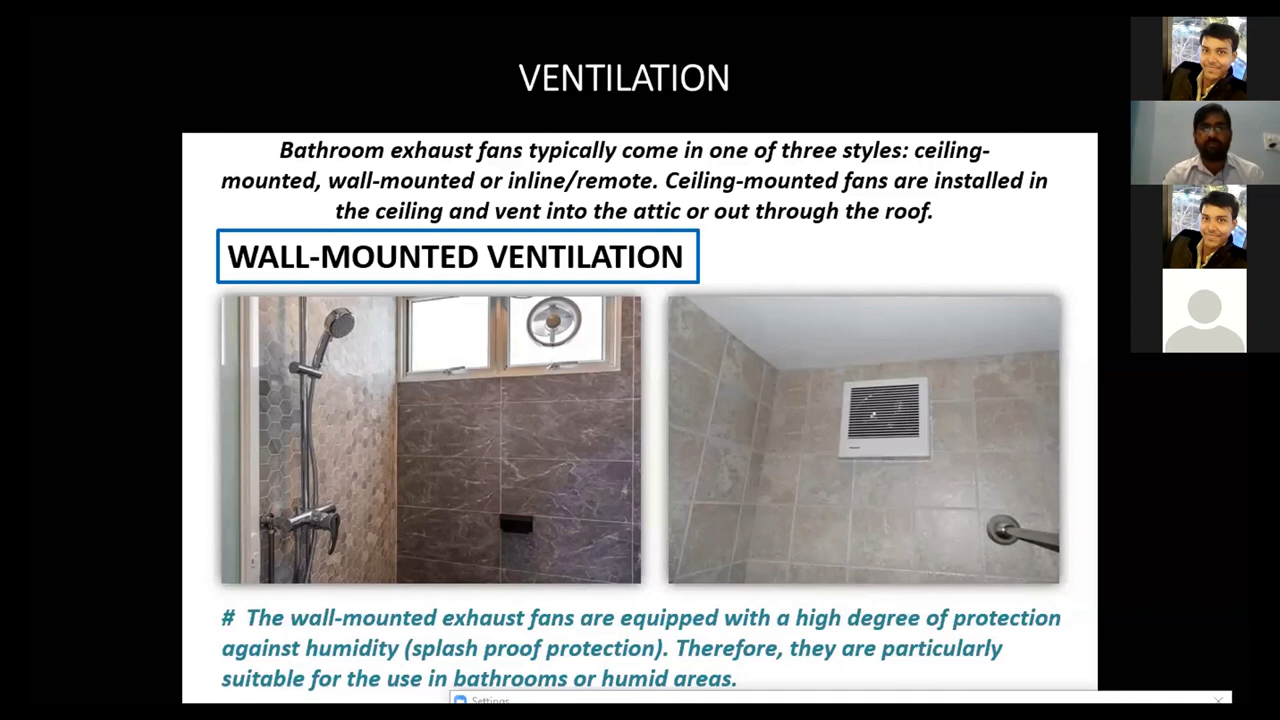 VENTILATION
Bathroom exhaust fans typically come in one of three styles: ceiling-
mounted, wall-mounted or inline/remote. Ceiling-mounted fans are installed in
the ceiling and vent into the attic or out through the roof.
WALL-MOUNTED VENTILATION
# The wall-mounted exhaust fans are equipped with a high degree of protection
against humidity (splash proof protection). Therefore, they are particularly
suitable for the use in bathrooms or humid areas.
Settings